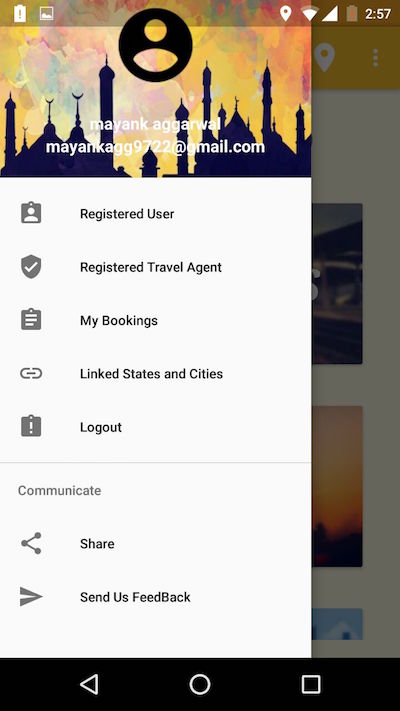 2:57
mayank aggarwal
mayankagg9722@gmail.com
Registered User
Registered Travel Agent
My Bookings
Linked States and Cities
Logout
Communicate
Share
Send Us FeedBack